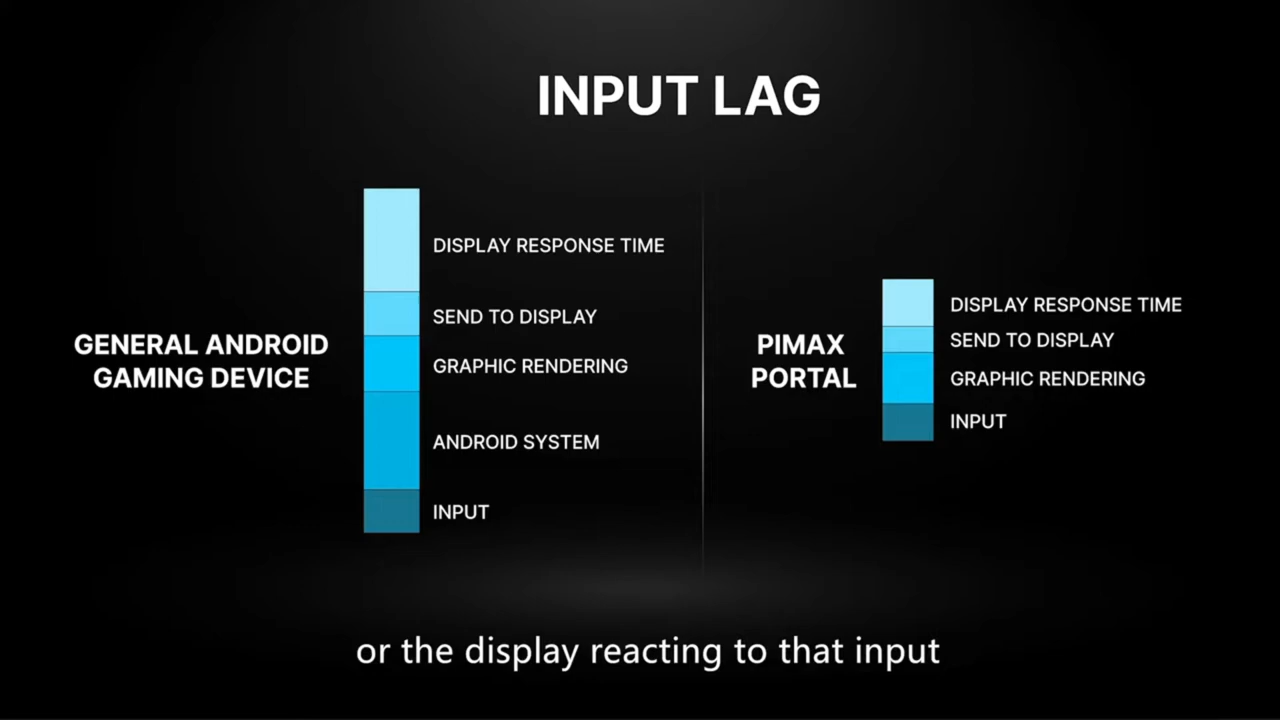 INPUT LAG
GENERAL ANDROID
GAMING DEVICE
DISPLAY RESPONSE TIME
SEND TO DISPLAY
GRAPHIC RENDERING
ANDROID SYSTEM
INPUT
PIMAX
PORTAL
DISPLAY RESPONSE TIME
SEND TO DISPLAY
GRAPHIC RENDERING
INPUT
or the display reacting to that input